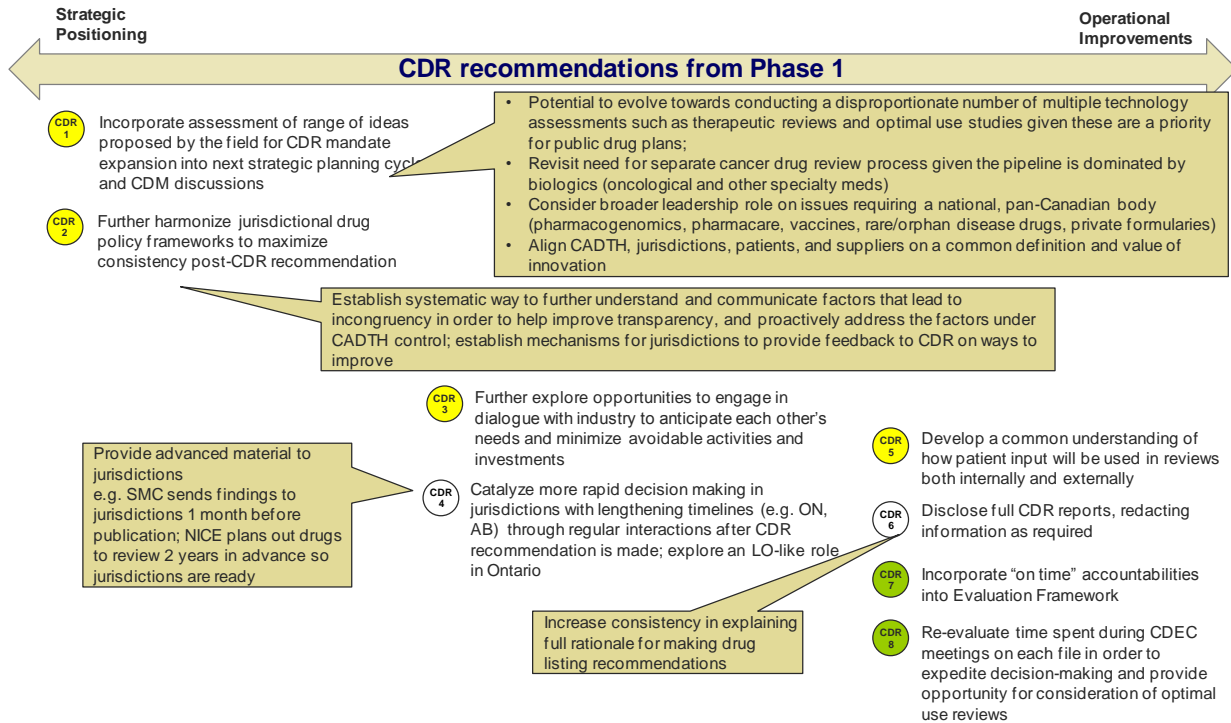 Strategic
Positioning
Operational
Improvements
CDR recommendations from Phase 1
CDR
1
Incorporate assessment of range of ideas
proposed by the field for CDR mandate
expansion into next strategic planning cycle
and CDM discussions
• Potential to evolve towards conducting a disproportionate number of multiple technology
assessments such as therapeutic reviews and optimal use studies given these are a priority
for public drug plans;
• Revisit need for separate cancer drug review process given the pipeline is dominated by
biologics (oncological and other specialty meds)
• Consider broader leadership role on issues requiring a national, pan-Canadian body
(pharmacogenomics, pharmacare, vaccines, rare/orphan disease drugs, private formularies)
• Align CADTH, jurisdictions, patients, and suppliers on a common definition and value of
innovation
CDR
2
Further harmonize jurisdictional drug
policy frameworks to maximize
consistency post-CDR recommendation
Establish systematic way to further understand and communicate factors that lead to
incongruency in order to help improve transparency, and proactively address the factors under
CADTH control; establish mechanisms for jurisdictions to provide feedback to CDR on ways to
improve
CDR
3
Further explore opportunities to engage in
dialogue with industry to anticipate each other's
needs and minimize avoidable activities and
investments
Provide advanced material to
jurisdictions
e.g. SMC sends findings to
jurisdictions 1 month before
publication; NICE plans out drugs
to review 2 years in advance so
jurisdictions are ready
CDR
4
Catalyze more rapid decision making in
jurisdictions with lengthening timelines (e.g. ON,
AB) through regular interactions after CDR
recommendation is made; explore an LO-like role
in Ontario
CDR
5
Develop a common understanding of
how patient input will be used in reviews
both internally and externally
CDR
6
Disclose full CDR reports, redacting
information as required
Increase consistency in explaining
full rationale for making drug
listing recommendations
CDR
7
Incorporate “on time” accountabilities
into Evaluation Framework
CDR
8
Re-evaluate time spent during CDEC
meetings on each file in order to
expedite decision-making and provide
opportunity for consideration of optimal
use reviews